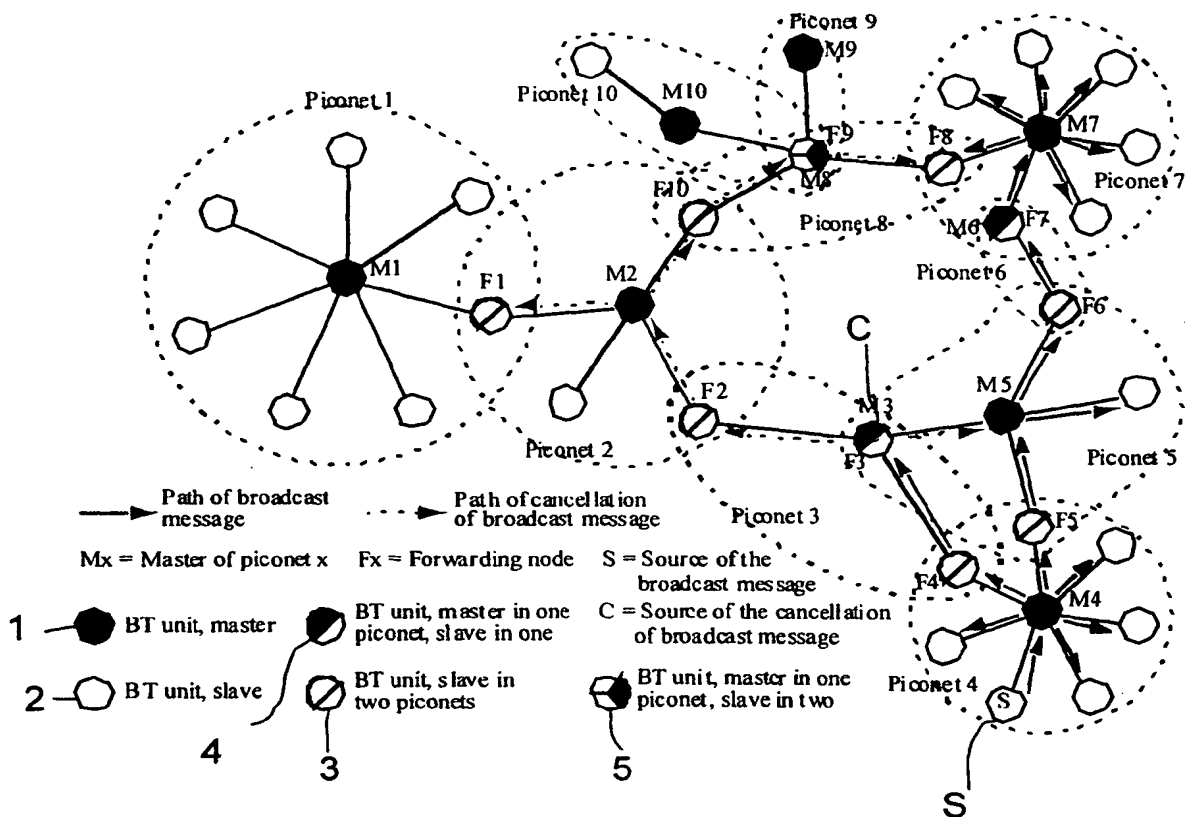 Piconet 9
M9
Piconet 1
Piconet 10
M10
F9
F8
M7
M8
Piconet 7
F10
M6
F7
Piconet 8
M1
F1
M2
Piconet 6
F6
C
F2
M3
M5
F3
Piconet 2
Piconet 5
Path of broadcast
message
Path of cancellation
of broadcast message
Piconet 3
F5
Mx = Master of piconet x
Fx = Forwarding node
S = Source of the
broadcast message
F4
M4
1
BT unit, master
BT unit, master in one
piconet, slave in one
C = Source of the cancellation
of broadcast message
2
BT unit, slave
BT unit, slave in
two piconets
BT unit, master in one
piconet, slave in two
Piconet 4
S
4
3
5
S